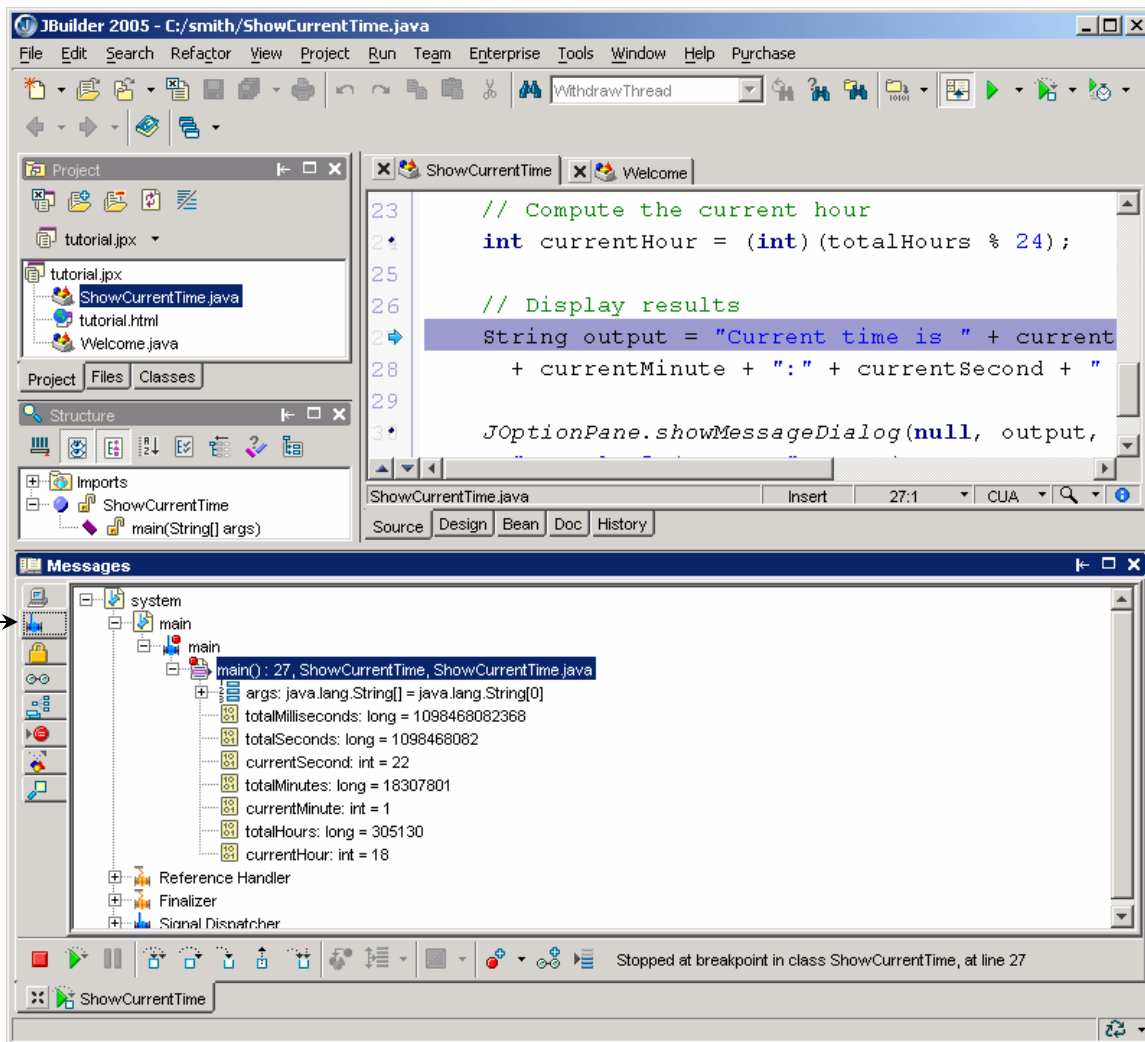 JBuilder 2005 - C:/smith/ShowCurrentTime.java
File Edit Search Refactor View Project Run Team Enterprise Tools Window Help Purchase
WithdrawThread
Project
tutorial.jpx
tutorial.jpx
ShowCurrentTime.java
tutorial.html
Welcome.java
Project Files Classes
Structure
Imports
ShowCurrentTime
main(String[] args)
ShowCurrentTime Welcome
23 // Compute the current hour
int currentHour = (int)(totalHours % 24);
25
26 // Display results
String output = "Current time is " + current
28 + currentMinute + ":" + currentSecond + "
29
JOptionPane.showMessageDialog(null, output,
ShowCurrentTime.java Insert 27:1 CUA
Source Design Bean Doc History
Messages
system
main
main
main() : 27, ShowCurrentTime, ShowCurrentTime.java
args: java.lang.String[] = java.lang.String[0]
totalMilliseconds: long = 1098468082368
totalSeconds: long = 1098468082
currentSecond: int = 22
totalMinutes: long = 18307801
currentMinute: int = 1
totalHours: long = 305130
currentHour: int = 18
Reference Handler
Finalizer
Signal Dispatcher
Stopped at breakpoint in class ShowCurrentTime, at line 27
ShowCurrentTime